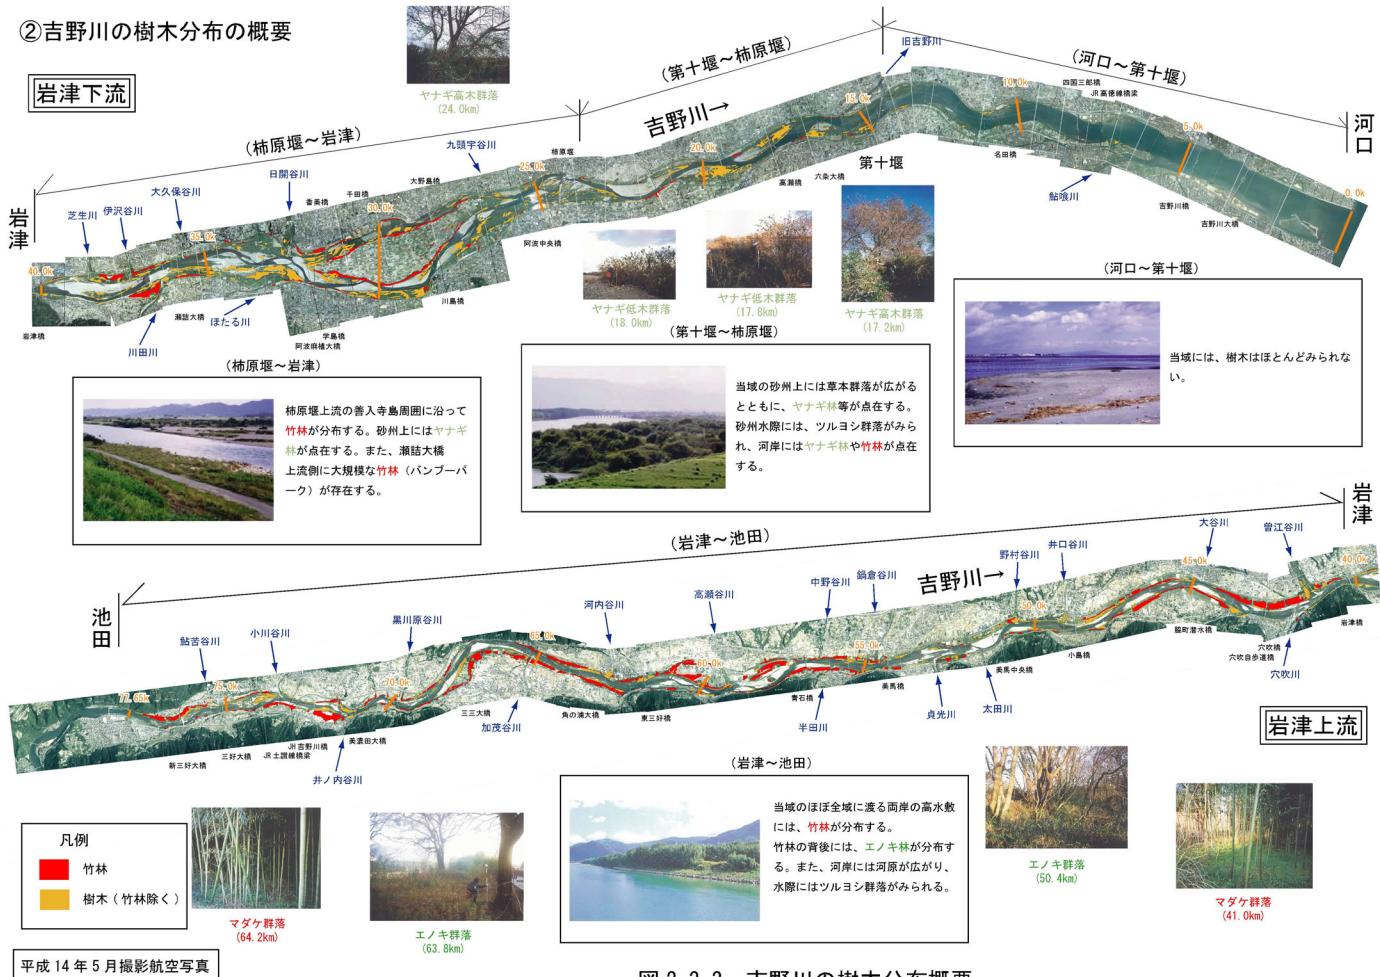 ②吉野川の樹木分布の概要
岩津下流
ヤナギ高木群落
(24.0km)
(河口～第十堰)
(第十堰～柿原堰)
(柿原堰～岩津)
吉野川→
旧吉野川
四国三郎橋
JR高徳線橋梁
河口
岩津
芝生川
伊沢谷川
大久保谷川
日開谷川
香美橋
千田橋
大野島橋
九頭宇谷川
柿原堰
高瀬橋
六条大橋
第十堰
名田橋
鮎喰川
吉野川橋
吉野川大橋
0.0k
5.0k
10.0k
15.0k
20.0k
25.0k
30.0k
35.0k
40.0k
岩津橋
川田川
瀬詰大橋
ほたる川
学島橋
阿波麻植大橋
川島橋
阿波中央橋
ヤナギ低木群落
(18.0km)
ヤナギ低木群落
(17.8km)
ヤナギ高木群落
(17.2km)
(柿原堰～岩津)
柿原堰上流の善入寺島周囲に沿って
竹林が分布する。砂州上にはヤナギ
林が点在する。また、瀬詰大橋
上流側に大規模な竹林（バンブーパ
ーク）が存在する。
(第十堰～柿原堰)
当域の砂州上には草本群落が広がる
とともに、ヤナギ林等が点在する。
砂州水際には、ツルヨシ群落がみら
れ、河岸にはヤナギ林や竹林が点在
する。
(河口～第十堰)
当域には、樹木はほとんどみられな
い。
(岩津～池田)
吉野川→
岩津
池田
鮎苦谷川
小川谷川
黒川原谷川
河内谷川
高瀬谷川
中野谷川
鍋倉谷川
野村谷川
井口谷川
大谷川
曽江谷川
77.65k
75.0k
70.0k
65.0k
60.0k
55.0k
50.0k
45.0k
40.0k
新三好大橋
三好大橋
JH吉野川橋
JR土讃線橋梁
井ノ内谷川
美濃田大橋
三三大橋
加茂谷川
角の浦大橋
東三好橋
青石橋
半田川
美馬橋
貞光川
太田川
美馬中央橋
小島橋
脇町潜水橋
穴吹橋
穴吹自歩道橋
穴吹川
岩津橋
岩津上流
凡例
竹林
樹木(竹林除く)
マダケ群落
(64.2km)
エノキ群落
(63.8km)
(岩津～池田)
当域のほぼ全域に渡る両岸の高水敷
には、竹林が分布する。
竹林の背後には、エノキ林が分布す
る。また、河岸には河原が広がり、
水際にはツルヨシ群落がみられる。
エノキ群落
(50.4km)
マダケ群落
(41.0km)
平成14年5月撮影航空写真